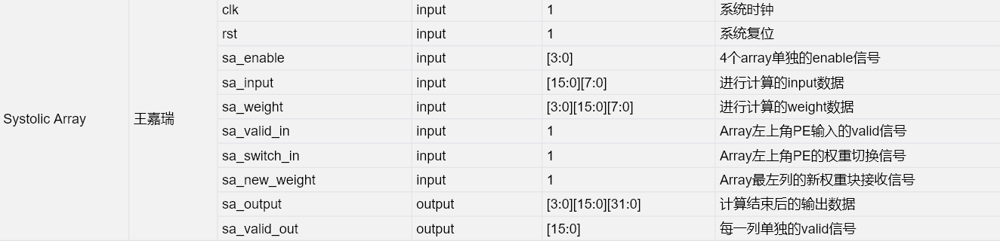 clk input 1 系统时钟
rst input 1 系统复位
sa_enable input [3:0] 4个array单独的enable信号
sa_input input [15:0][7:0] 进行计算的input数据
sa_weight input [3:0][15:0][7:0] 进行计算的weight数据
Systolic Array 王嘉瑞
sa_valid_in input 1 Array左上角PE输入的valid信号
sa_switch_in input 1 Array左上角PE的权重切换信号
sa_new_weight input 1 Array最左列的新权重块接收信号
sa_output output [3:0][15:0][31:0] 计算结束后的输出数据
sa_valid_out output [15:0] 每一列单独的valid信号